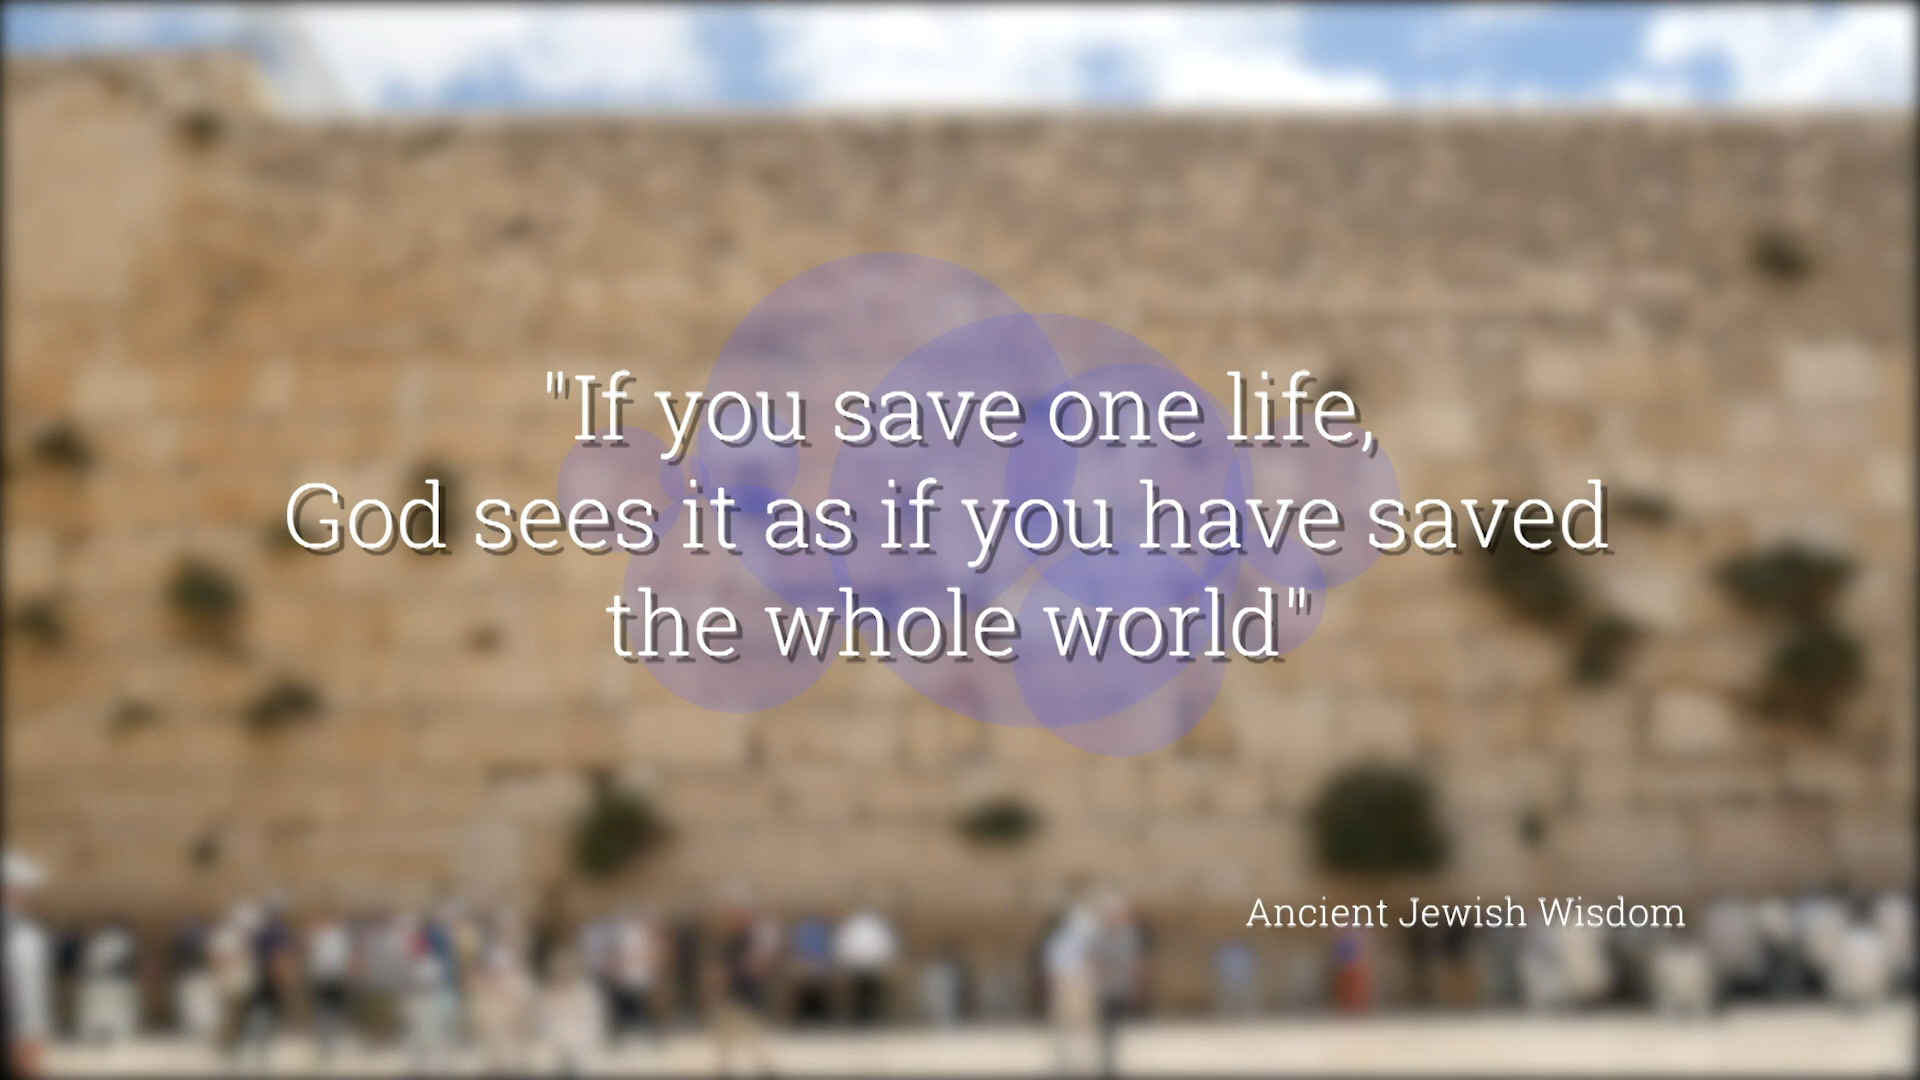 "If you save one life,
God sees it as if you have saved
the whole world"
Ancient Jewish Wisdom